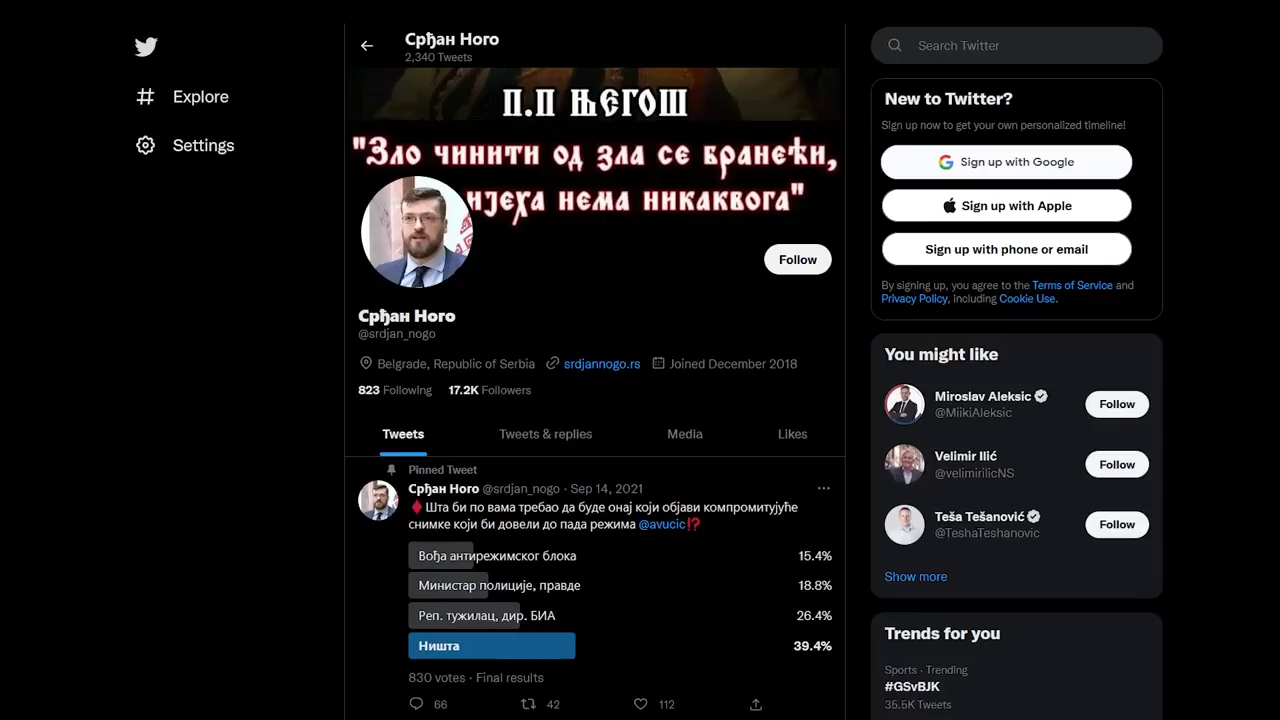 Explore
Settings
Срђан Ного
2,340 Tweets
П.П ЊЕГОШ
"Зло чинити од зла се бранећи,
нема никаквога"
Follow
Срђан Ного
@srdjan_nogo
Belgrade, Republic of Serbia srdjannogo.rs Joined December 2018
823 Following 17.2K Followers
Tweets Tweets & replies Media Likes
Pinned Tweet
Срђан Ного @srdjan_nogo · Sep 14, 2021
Шта би по вама требао да буде онај који објави компромитујуће
снимке који би довели до пада режима @avucic⁉
Вођа антирежимског блока 15.4%
Министар полиције, правде 18.8%
Реп. тужилац, дир. БИА 26.4%
Ништа 39.4%
830 votes · Final results
66 42 112
Search Twitter
New to Twitter?
Sign up now to get your own personalized timeline!
Sign up with Google
Sign up with Apple
Sign up with phone or email
By signing up, you agree to the Terms of Service and
Privacy Policy, including Cookie Use.
You might like
Miroslav Aleksic
@MiikiAleksic
Follow
Velimir Ilić
@velimirilicNS
Follow
Teša Tešanović
@TeshaTeshanovic
Follow
Show more
Trends for you
Sports · Trending
#GSvBJK
35.5K Tweets